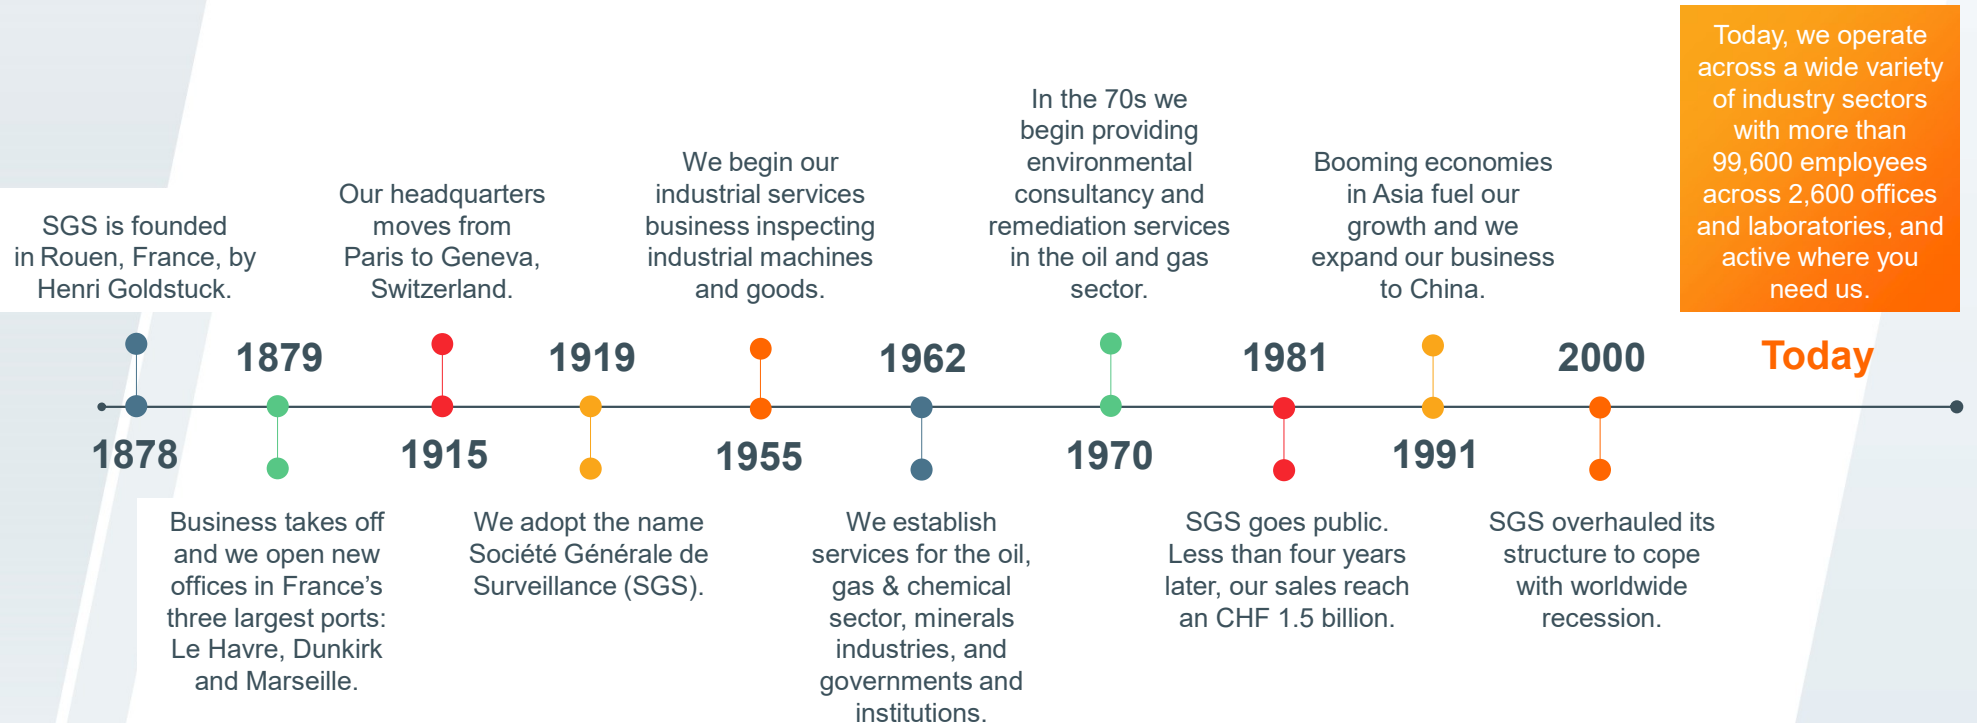 SGS is founded
in Rouen, France, by
Henri Goldstuck.
1878
1879
Business takes off
and we open new
offices in France’s
three largest ports:
Le Havre, Dunkirk
and Marseille.
Our headquarters
moves from
Paris to Geneva,
Switzerland.
1915
1919
We adopt the name
Société Générale de
Surveillance (SGS).
We begin our
industrial services
business inspecting
industrial machines
and goods.
1955
1962
We establish
services for the oil,
gas & chemical
sector, minerals
industries, and
governments and
institutions.
In the 70s we
begin providing
environmental
consultancy and
remediation services
in the oil and gas
sector.
1970
1981
SGS goes public.
Less than four years
later, our sales reach
an CHF 1.5 billion.
Booming economies
in Asia fuel our
growth and we
expand our business
to China.
1991
2000
SGS overhauled its
structure to cope
with worldwide
recession.
Today, we operate
across a wide variety
of industry sectors
with more than
99,600 employees
across 2,600 offices
and laboratories, and
active where you
need us.
Today